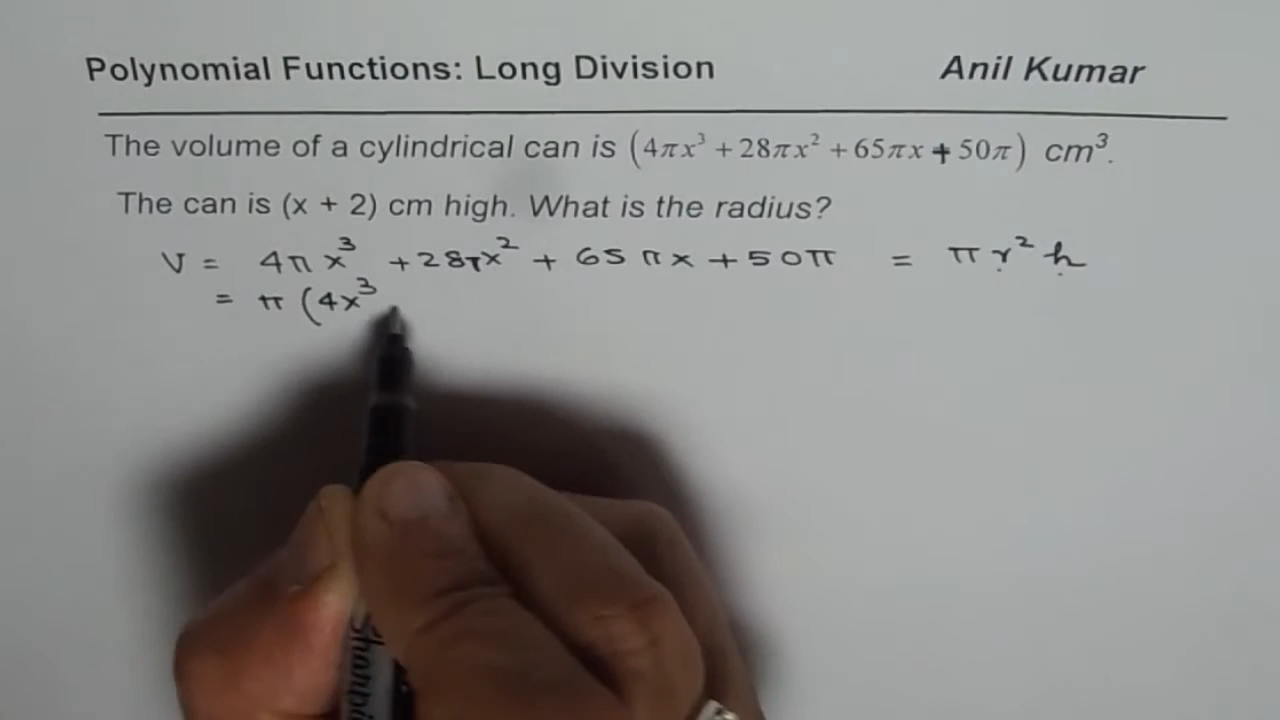 Polynomial Functions: Long Division Anil Kumar
The volume of a cylindrical can is (4πx³ + 28πx² + 65πx + 50π) cm³.
The can is (x + 2) cm high. What is the radius?
V = 4πx³ + 28πx² + 65πx + 50π = πr²h
= π(4x³